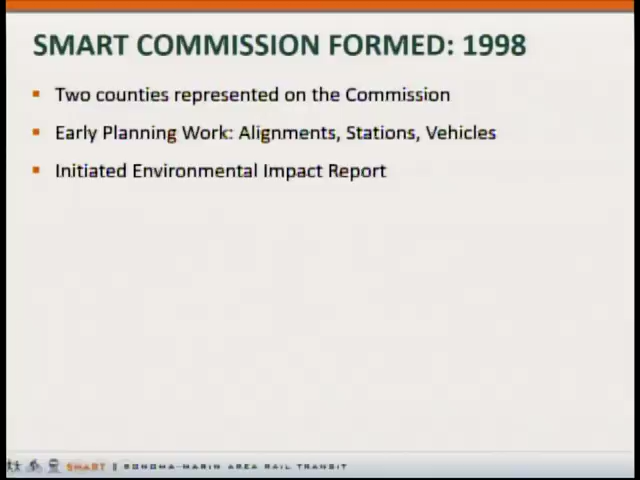 SMART COMMISSION FORMED: 1998
Two counties represented on the Commission
Early Planning Work: Alignments, Stations, Vehicles
Initiated Environmental Impact Report
SMART | SONOMA-MARIN AREA RAIL TRANSIT